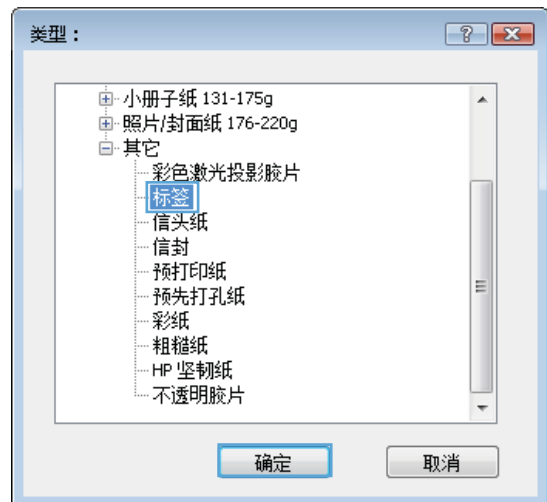 类型：
小册子纸 131-175g
照片/封面纸 176-220g
其它
彩色激光投影胶片
标签
信头纸
信封
预打印纸
预先打孔纸
彩纸
粗糙纸
HP 坚韧纸
不透明胶片
确定 取消